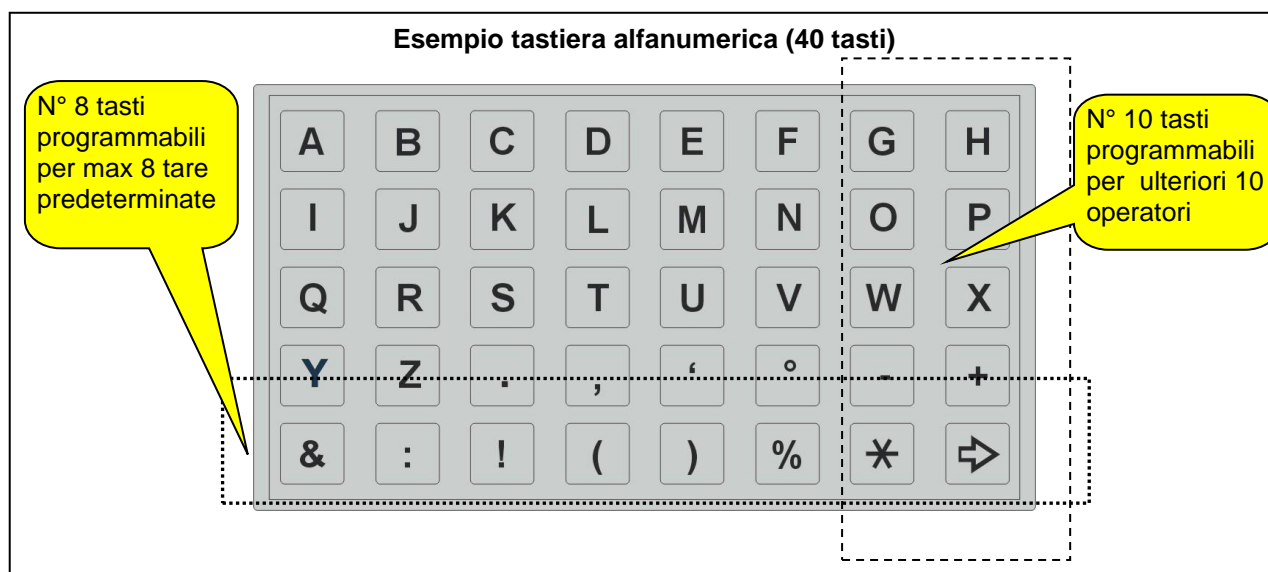 Esempio tastiera alfanumerica (40 tasti)
N° 8 tasti
programmabili
per max 8 tare
predeterminate
N° 10 tasti
programmabili
per ulteriori 10
operatori
A B C D E F G H
I J K L M N O P
Q R S T U V W X
Y Z . , ‘ ° - +
& : ! ( ) % * ⇨